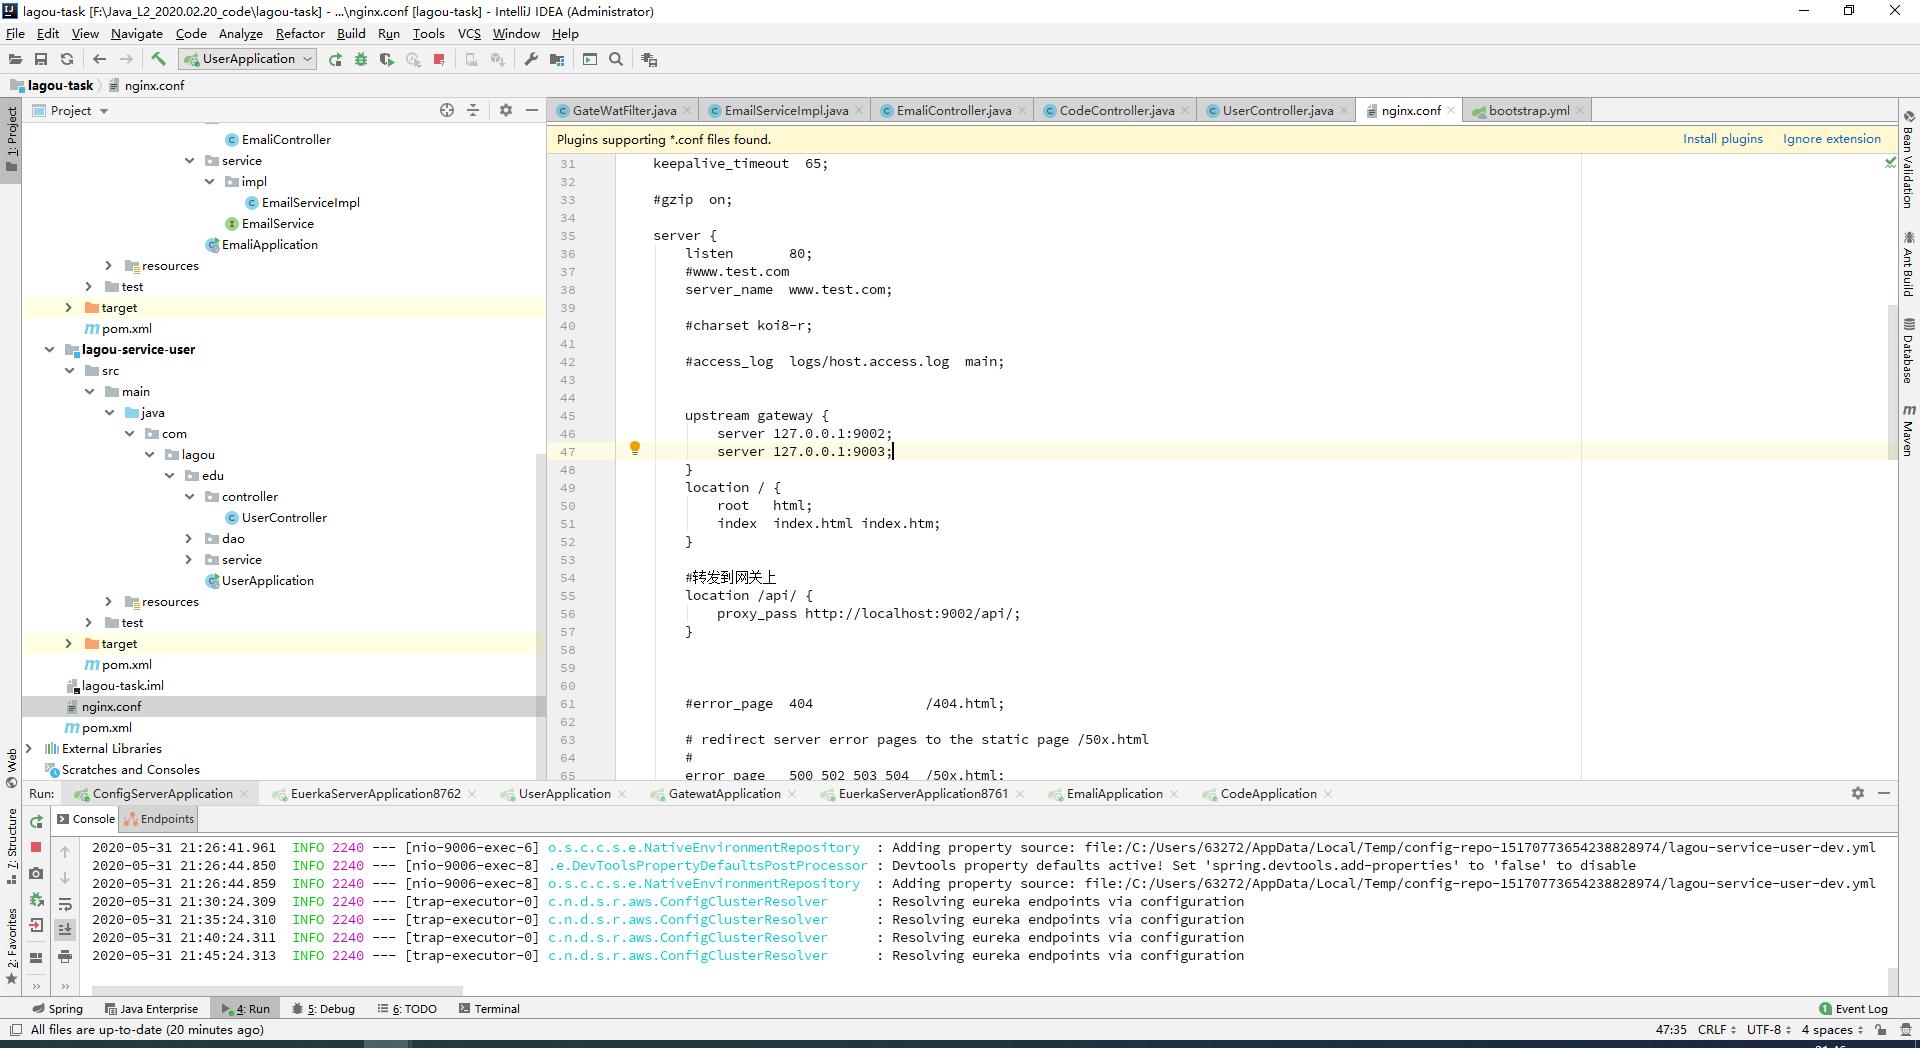 lagou-task [F:\Java_L2_2020.02.20_code\lagou-task] - ...\nginx.conf [lagou-task] - IntelliJ IDEA (Administrator)
File Edit View Navigate Code Analyze Refactor Build Run Tools VCS Window Help
UserApplication
lagou-task nginx.conf
1: Project
Project
EmaliController
service
impl
EmailServiceImpl
EmailService
EmaliApplication
resources
test
target
pom.xml
lagou-service-user
src
main
java
com
lagou
edu
controller
UserController
dao
service
UserApplication
resources
test
target
pom.xml
lagou-task.iml
nginx.conf
pom.xml
External Libraries
Scratches and Consoles
GateWatFilter.java EmailServiceImpl.java EmaliController.java CodeController.java UserController.java nginx.conf bootstrap.yml
Plugins supporting *.conf files found. Install plugins Ignore extension
31 keepalive_timeout  65;
32
33 #gzip  on;
34
35 server {
36 listen       80;
37 #www.test.com
38 server_name  www.test.com;
39
40 #charset koi8-r;
41
42 #access_log  logs/host.access.log  main;
43
44
45 upstream gateway {
46 server 127.0.0.1:9002;
47 server 127.0.0.1:9003;
48 }
49 location / {
50 root   html;
51 index  index.html index.htm;
52 }
53
54 #转发到网关上
55 location /api/ {
56 proxy_pass http://localhost:9002/api/;
57 }
58
59
60
61 #error_page  404              /404.html;
62
63 # redirect server error pages to the static page /50x.html
64 #
65 error_page   500 502 503 504  /50x.html;
Bean Validation
Ant Build
Database
Maven
Web
7: Structure
2: Favorites
Run: ConfigServerApplication EuerkaServerApplication8762 UserApplication GatewatApplication EuerkaServerApplication8761 EmaliApplication CodeApplication
Console Endpoints
2020-05-31 21:26:41.961  INFO 2240 --- [nio-9006-exec-6] o.s.c.c.s.e.NativeEnvironmentRepository  : Adding property source: file:/C:/Users/63272/AppData/Local/Temp/config-repo-15170773654238828974/lagou-service-user-dev.yml
2020-05-31 21:26:44.850  INFO 2240 --- [nio-9006-exec-8] .e.DevToolsPropertyDefaultsPostProcessor : Devtools property defaults active! Set 'spring.devtools.add-properties' to 'false' to disable
2020-05-31 21:26:44.859  INFO 2240 --- [nio-9006-exec-8] o.s.c.c.s.e.NativeEnvironmentRepository  : Adding property source: file:/C:/Users/63272/AppData/Local/Temp/config-repo-15170773654238828974/lagou-service-user-dev.yml
2020-05-31 21:30:24.309  INFO 2240 --- [trap-executor-0] c.n.d.s.r.aws.ConfigClusterResolver      : Resolving eureka endpoints via configuration
2020-05-31 21:35:24.310  INFO 2240 --- [trap-executor-0] c.n.d.s.r.aws.ConfigClusterResolver      : Resolving eureka endpoints via configuration
2020-05-31 21:40:24.311  INFO 2240 --- [trap-executor-0] c.n.d.s.r.aws.ConfigClusterResolver      : Resolving eureka endpoints via configuration
2020-05-31 21:45:24.313  INFO 2240 --- [trap-executor-0] c.n.d.s.r.aws.ConfigClusterResolver      : Resolving eureka endpoints via configuration
Spring Java Enterprise 4: Run 5: Debug 6: TODO Terminal 1 Event Log
All files are up-to-date (20 minutes ago) 47:35 CRLF UTF-8 4 spaces